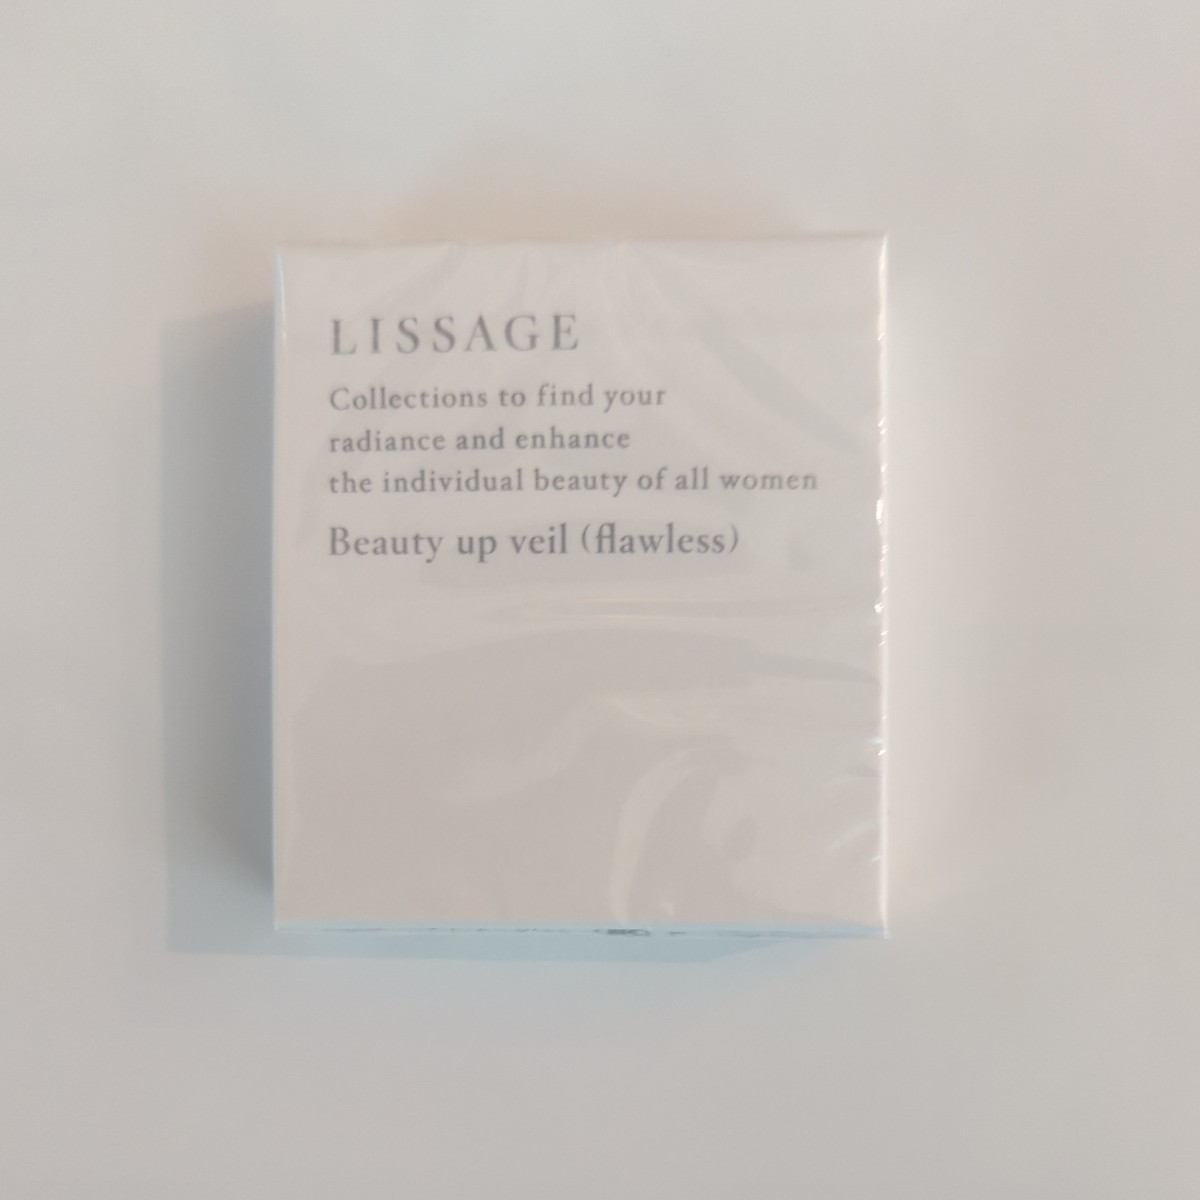 LISSAGE
Collections to find your
radiance and enhance
the individual beauty of all women
Beauty up veil (flawless)